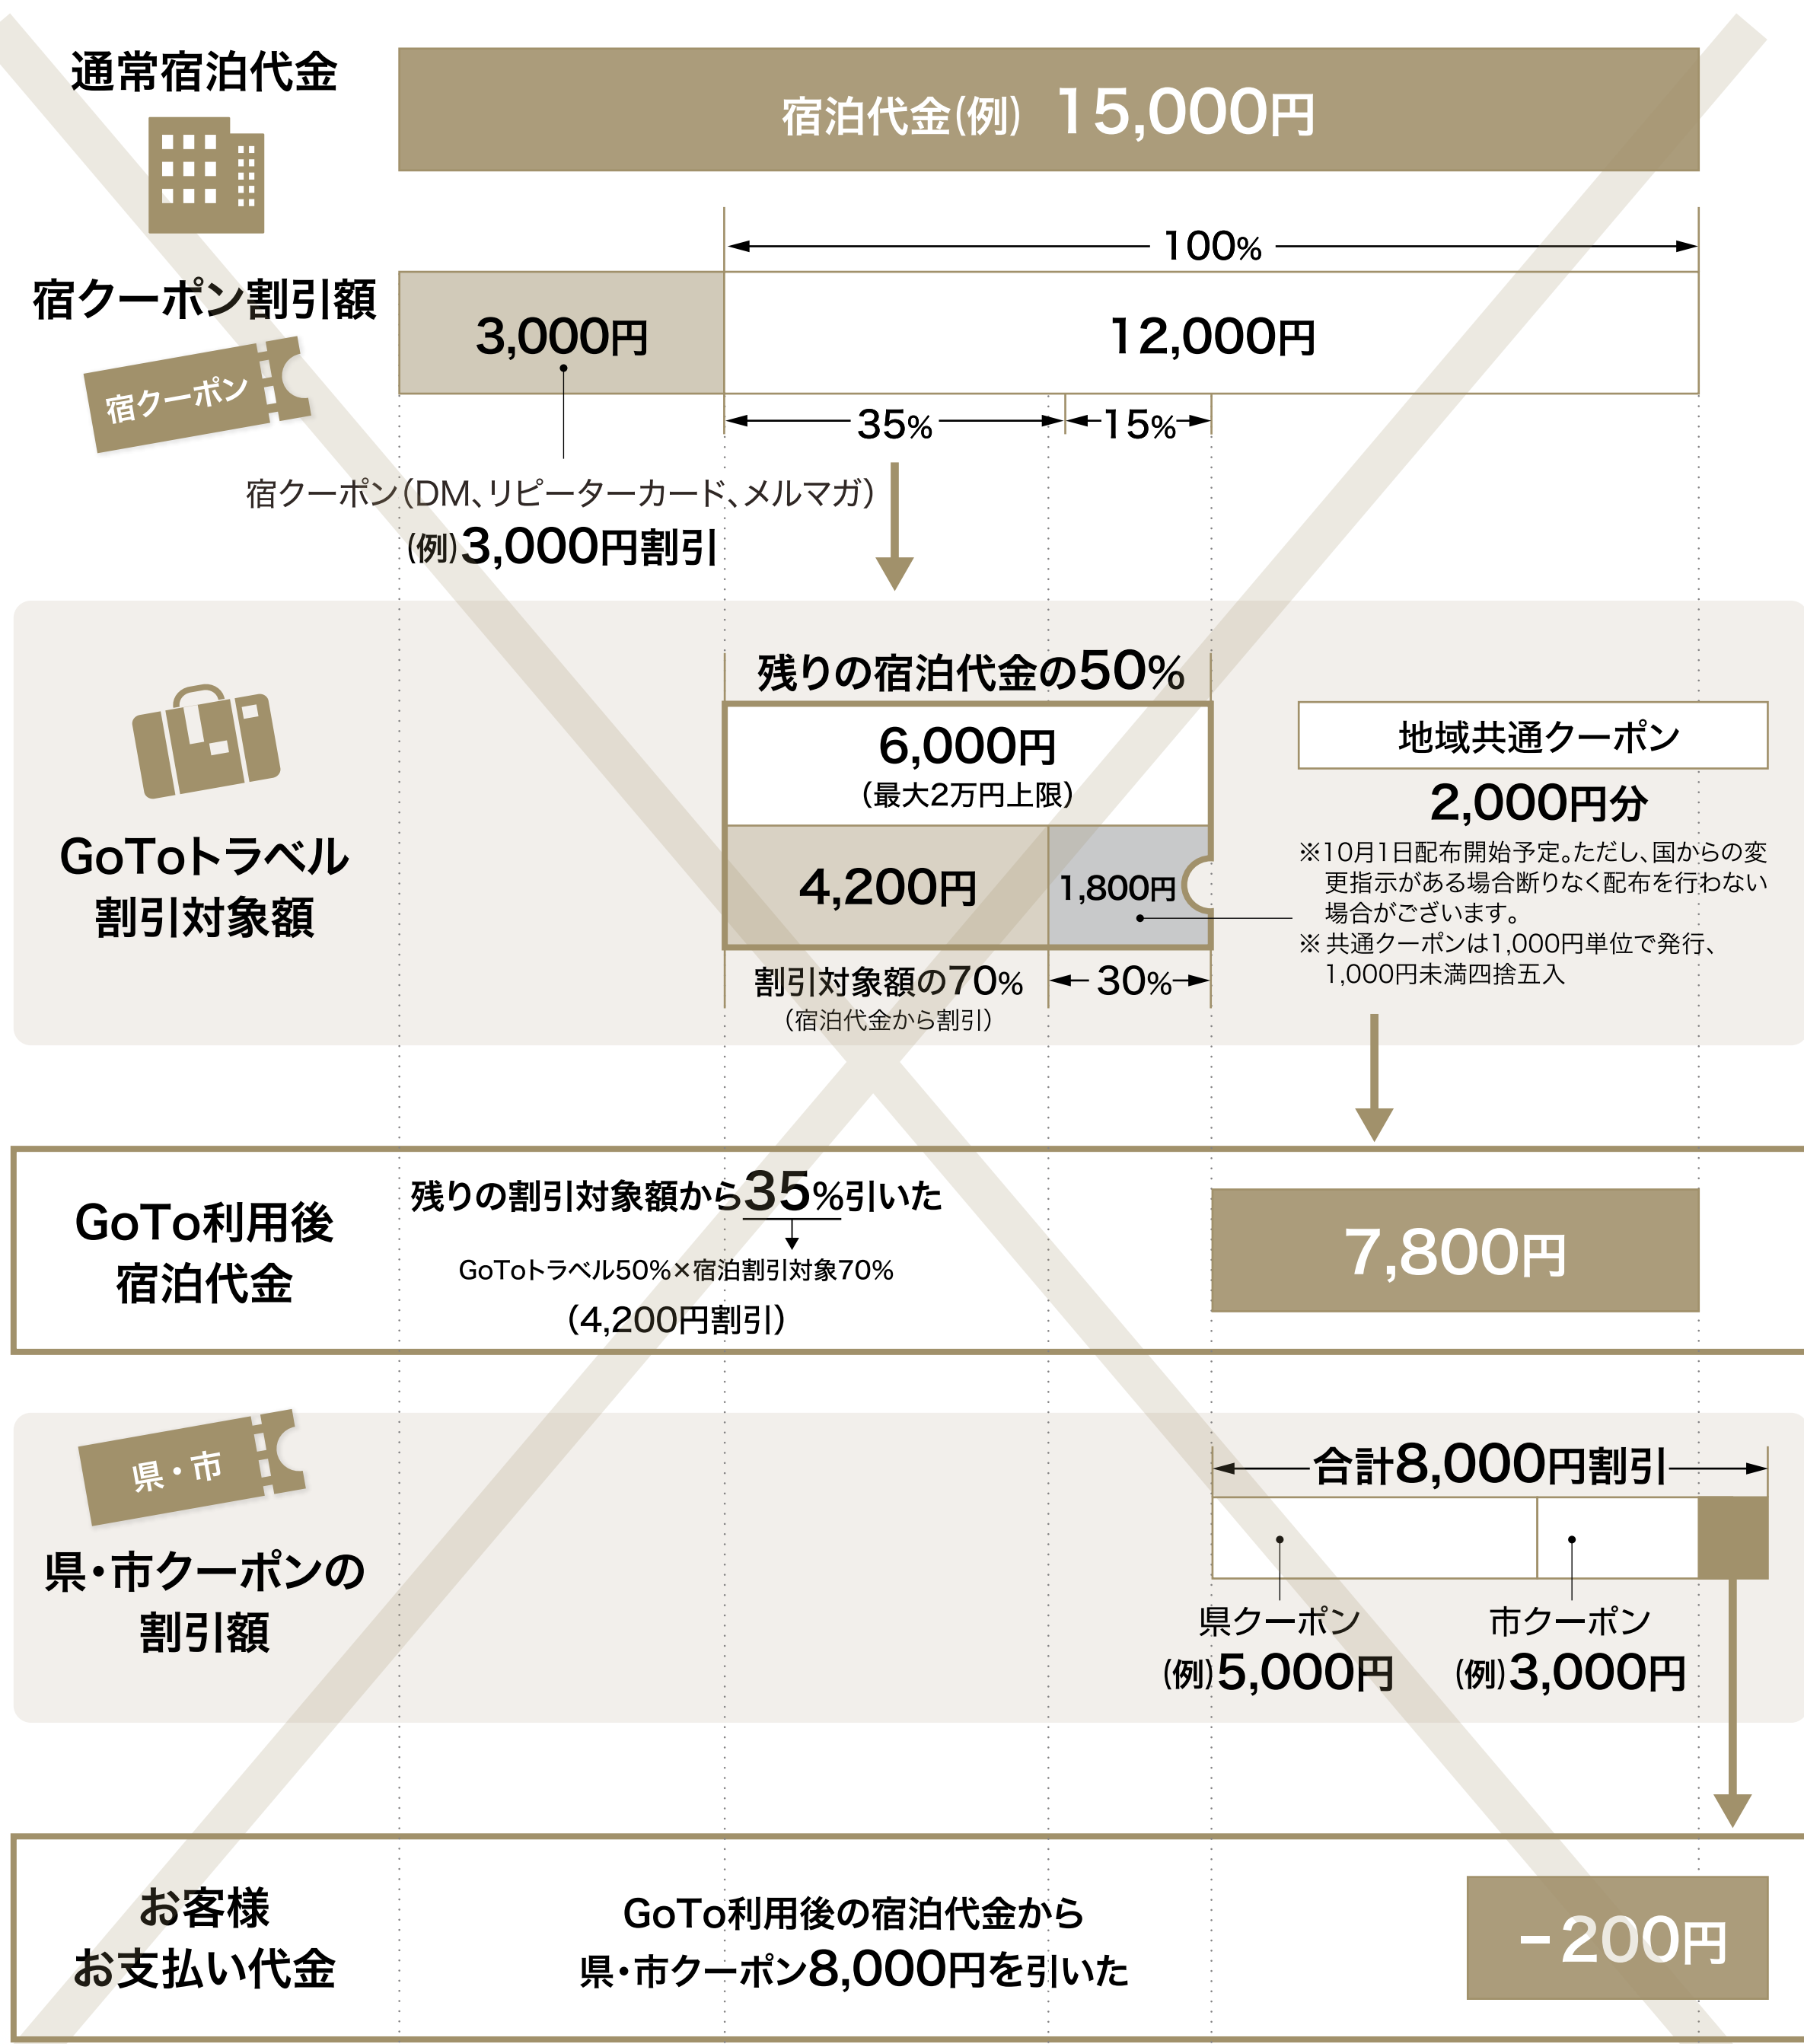 通常宿泊代金
宿泊代金(例) 15,000円
100%
宿クーポン割引額
3,000円
12,000円
宿クーポン
35%
15%
宿クーポン(DM、リピーターカード、メルマガ)
(例)3,000円割引
残りの宿泊代金の50%
6,000円
(最大2万円上限)
地域共通クーポン
2,000円分
※10月1日配布開始予定。ただし、国からの変
更指示がある場合断りなく配布を行わない
場合がございます。
※共通クーポンは1,000円単位で発行、
1,000円未満四捨五入
GoToトラベル
割引対象額
4,200円
1,800円
割引対象額の70%
30%
(宿泊代金から割引)
GoTo利用後
宿泊代金
残りの割引対象額から35%引いた
GoToトラベル50%×宿泊割引対象70%
(4,200円割引)
7,800円
県・市
県・市クーポンの
割引額
合計8,000円割引
県クーポン
(例)5,000円
市クーポン
(例)3,000円
お客様
お支払い代金
GoTo利用後の宿泊代金から
県・市クーポン8,000円を引いた
−200円